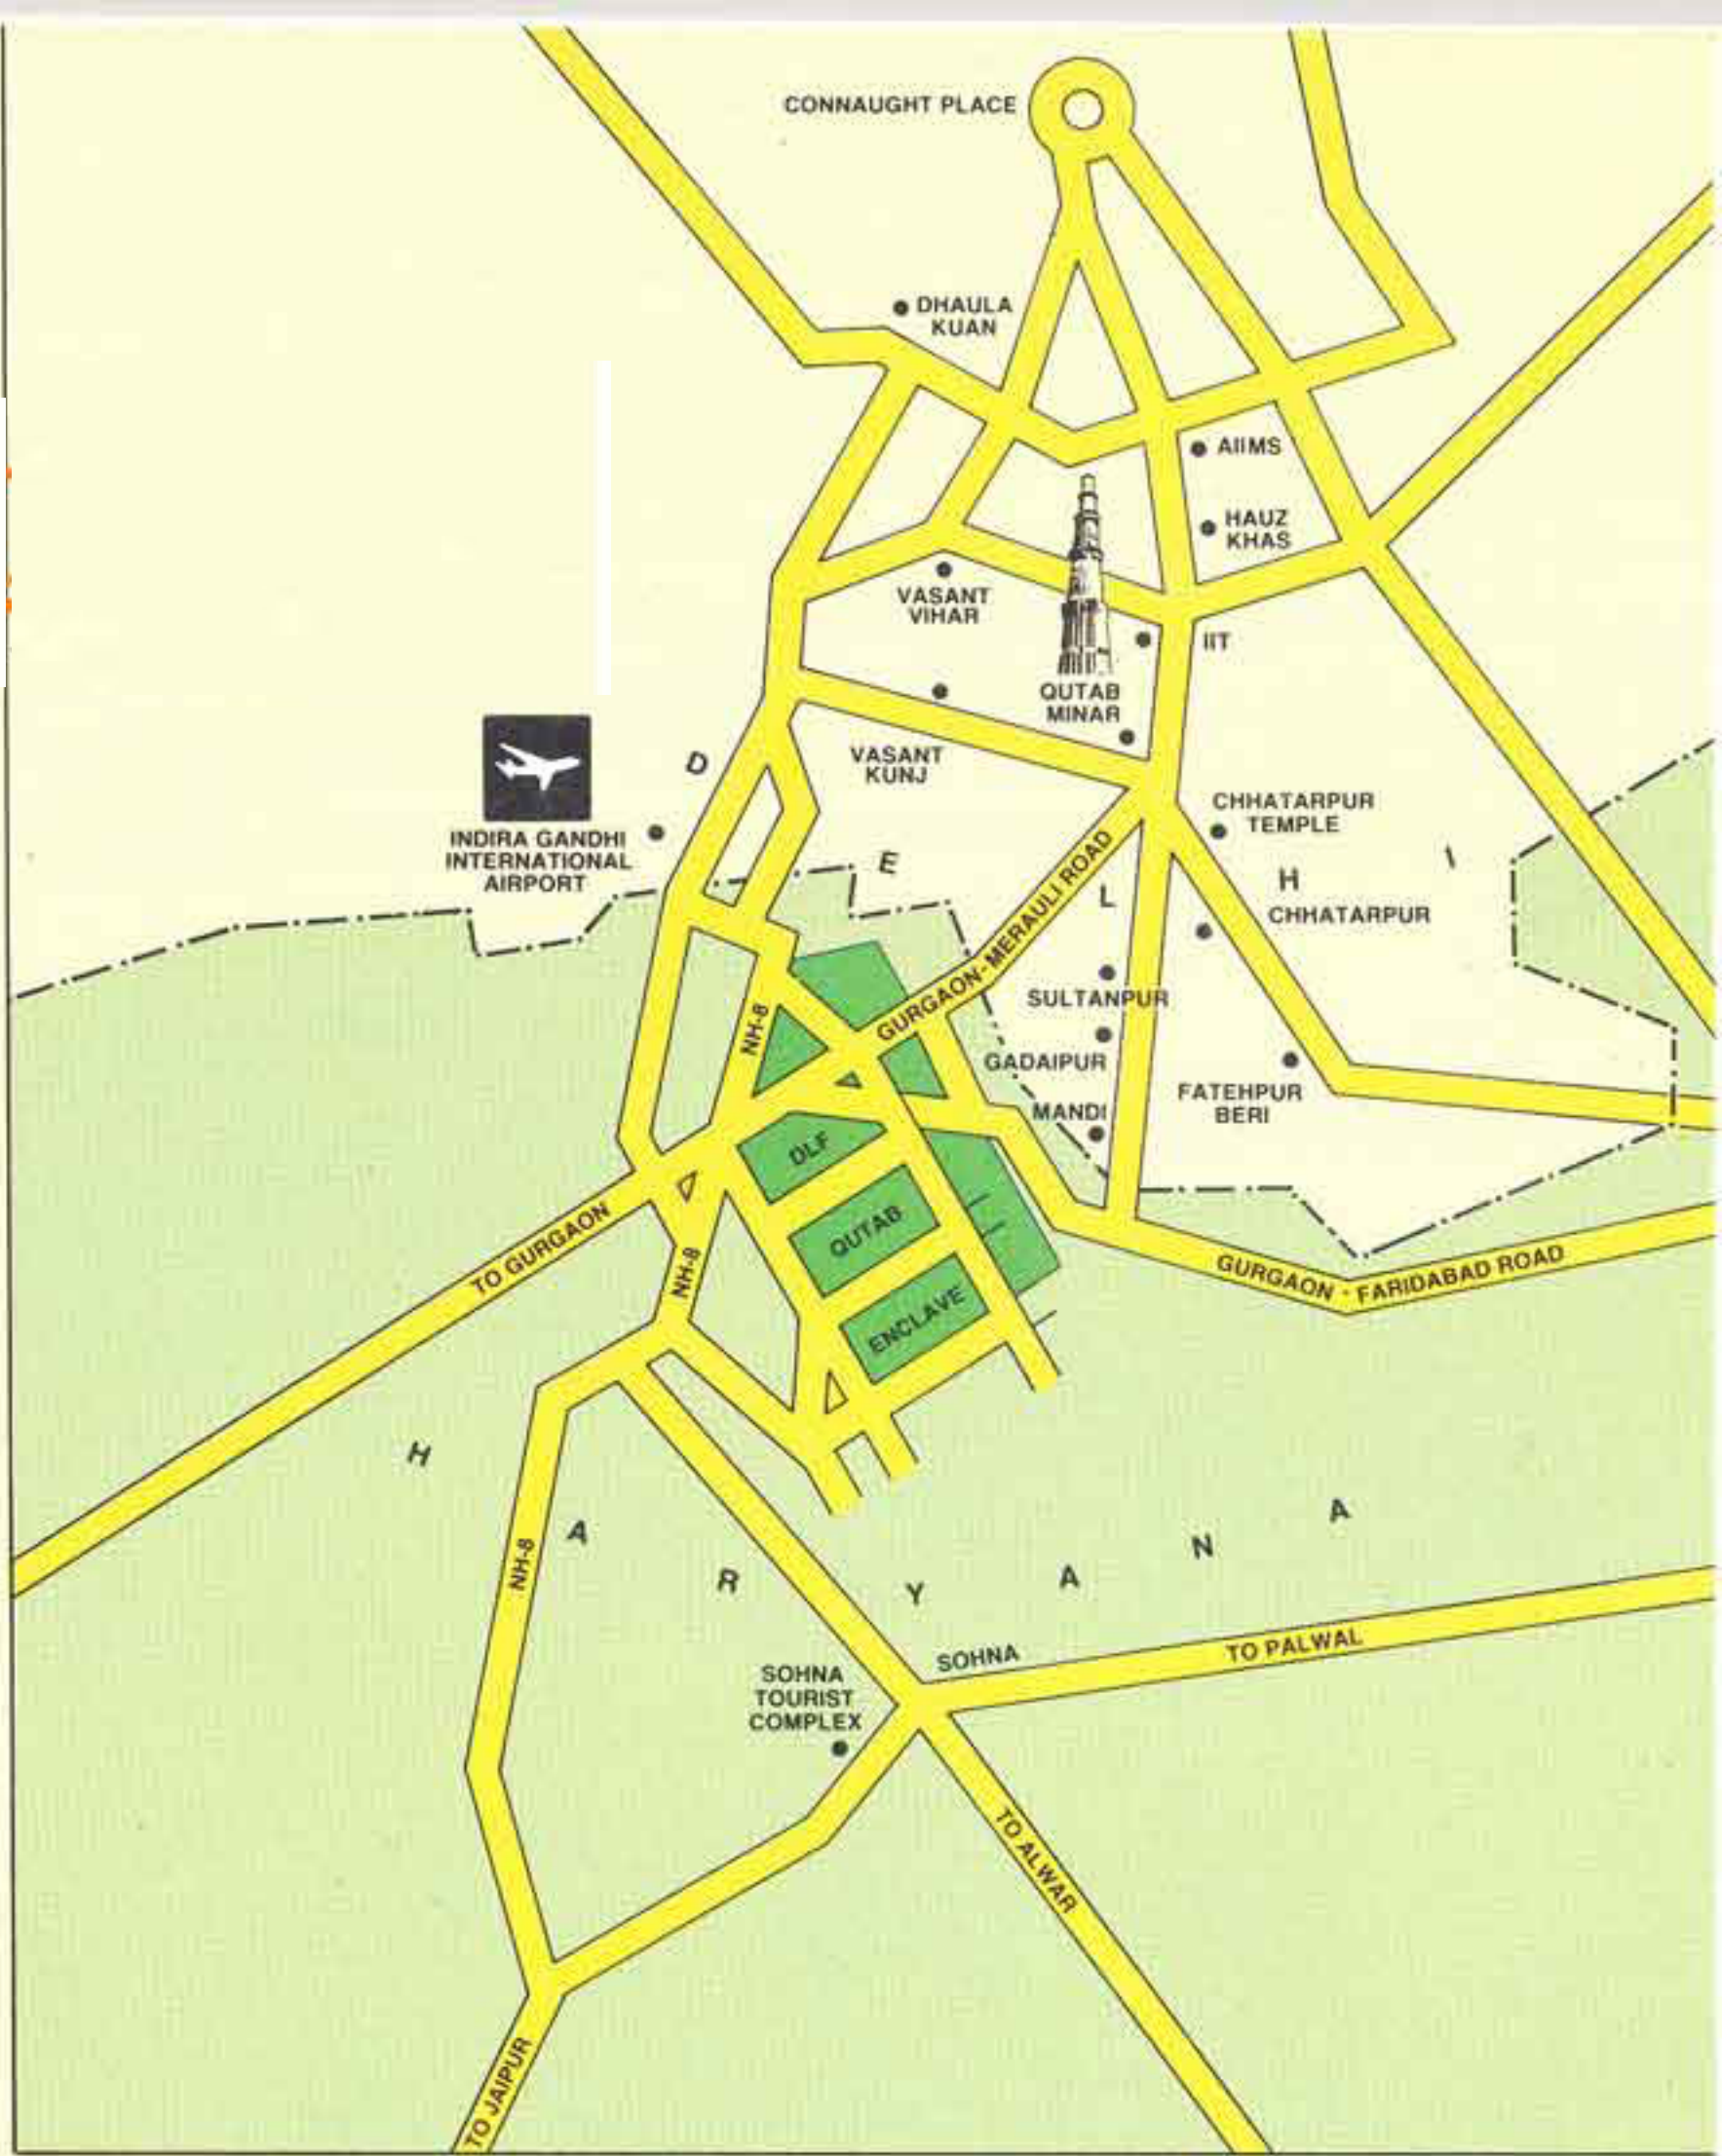 CONNAUGHT PLACE
DHAULA
KUAN
AIIMS
HAUZ
KHAS
VASANT
VIHAR
IIT
QUTAB
MINAR
VASANT
KUNJ
D
E
L
H
I
INDIRA GANDHI
INTERNATIONAL
AIRPORT
CHHATARPUR
TEMPLE
CHHATARPUR
GURGAON-MERAULI ROAD
SULTANPUR
GADAIPUR
NH-8
MANDI
FATEHPUR
BERI
DLF
QUTAB
ENCLAVE
TO GURGAON
NH-8
GURGAON - FARIDABAD ROAD
H
A
R
Y
A
N
A
NH-8
SOHNA
TO PALWAL
SOHNA
TOURIST
COMPLEX
TO ALWAR
TO JAIPUR